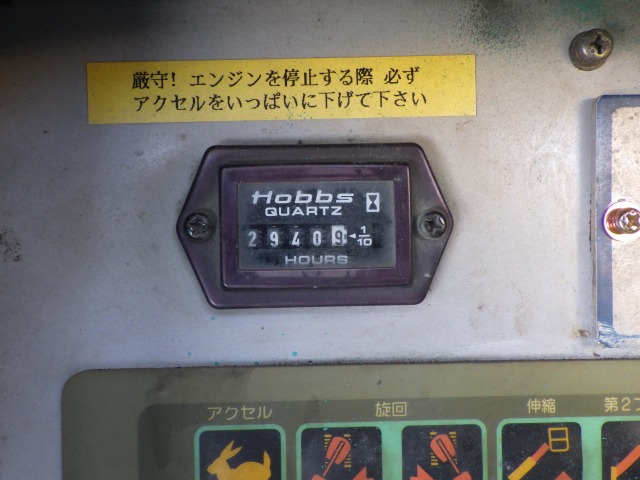 厳守! エンジンを停止する際 必ず
アクセルをいっぱいに下げて下さい
Hobbs
QUARTZ
29409 1/10
HOURS
アクセル 旋回 伸縮 第2